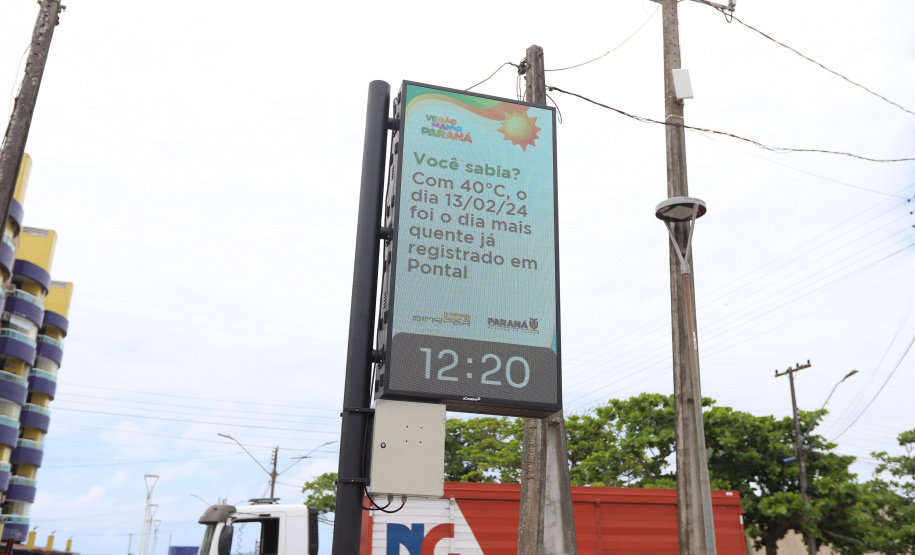 VERÃO
MAIOR
PARANÁ
Você sabia?
Com 40°C, o
dia 13/02/24
foi o dia mais
quente já
registrado em
Pontal
SIMEPAR
PARANÁ
12:20